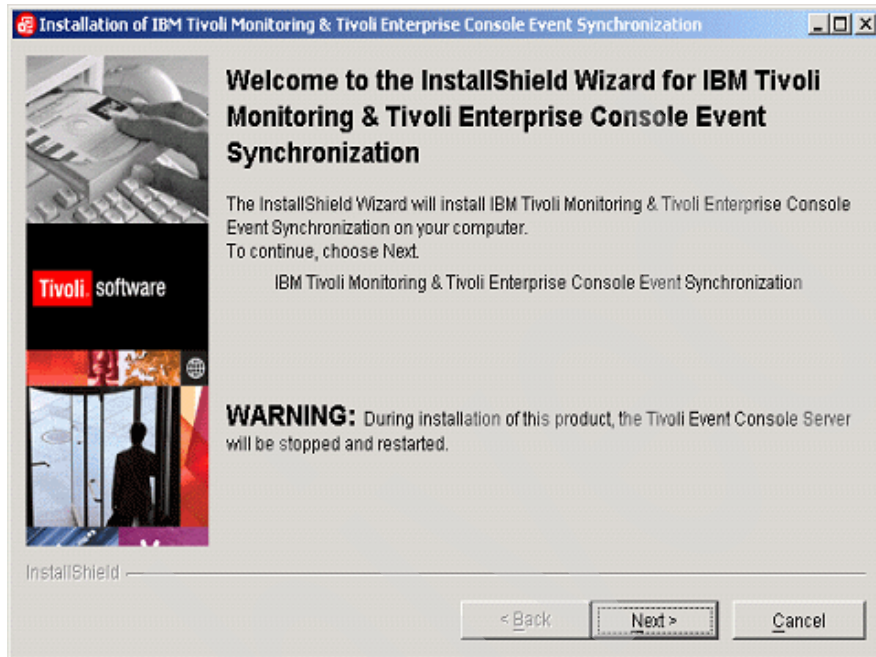 Installation of IBM Tivoli Monitoring & Tivoli Enterprise Console Event Synchronization
Welcome to the InstallShield Wizard for IBM Tivoli
Monitoring & Tivoli Enterprise Console Event
Synchronization
The InstallShield Wizard will install IBM Tivoli Monitoring & Tivoli Enterprise Console
Event Synchronization on your computer.
To continue, choose Next.
IBM Tivoli Monitoring & Tivoli Enterprise Console Event Synchronization
Tivoli. software
WARNING: During installation of this product, the Tivoli Event Console Server
will be stopped and restarted.
InstallShield
< Back
Next >
Cancel